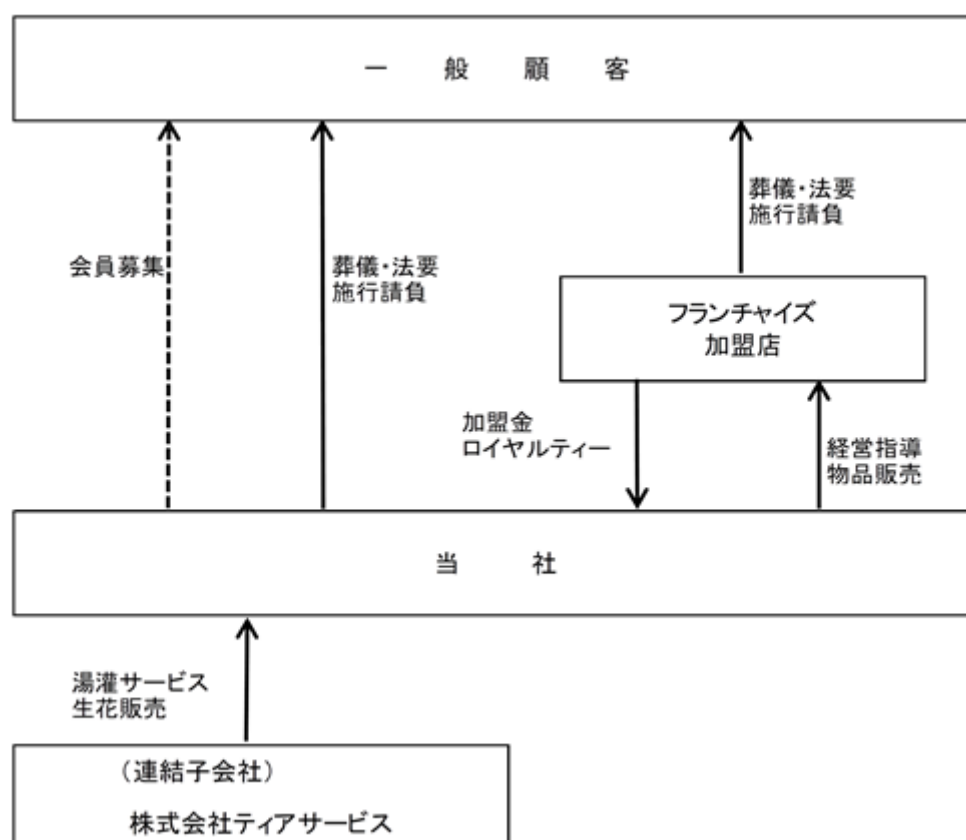 一般顧客
葬儀・法要
施行請負
会員募集
葬儀・法要
施行請負
フランチャイズ
加盟店
加盟金
ロイヤルティー
経営指導
物品販売
当社
湯灌サービス
生花販売
(連結子会社)
株式会社ティアサービス